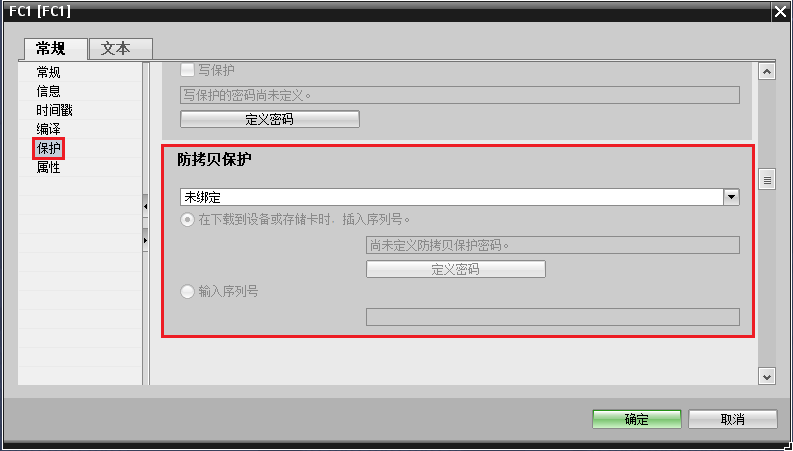 FC1 [FC1]
常规
文本
常规
信息
时间戳
编译
保护
属性
写保护
写保护的密码尚未定义。
定义密码
防拷贝保护
未绑定
在下载到设备或存储卡时，插入序列号。
尚未定义防拷贝保护密码。
定义密码
输入序列号
确定
取消